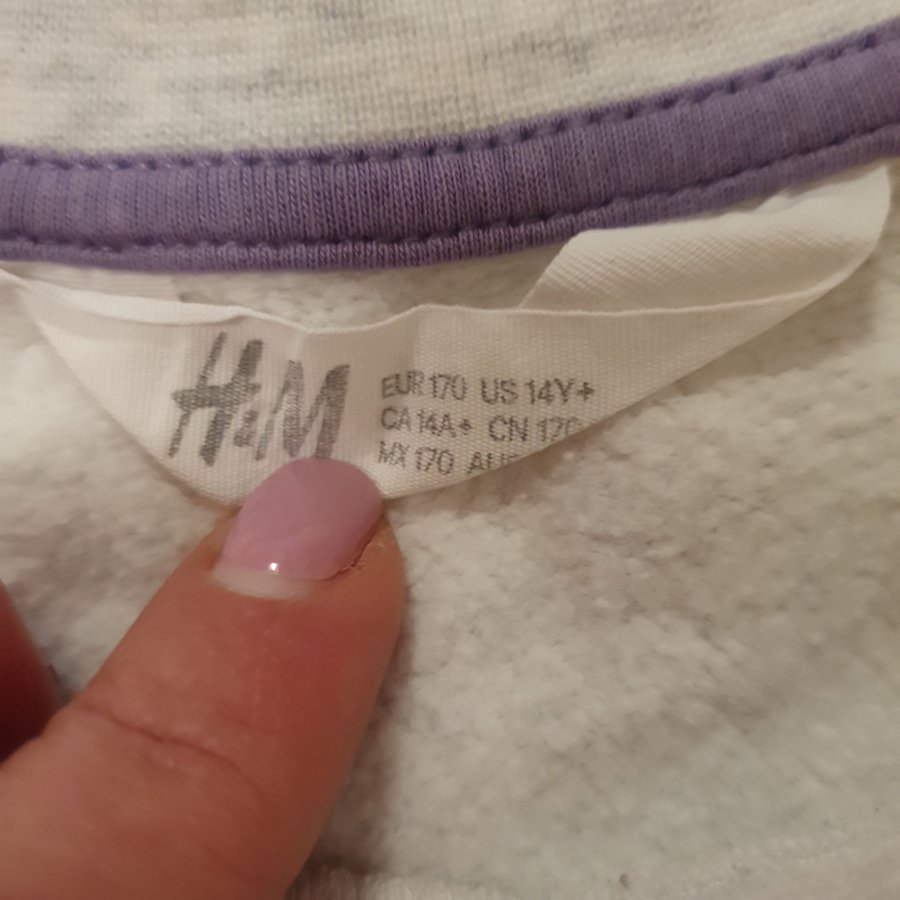 H&M
EUR 170 US 14Y+
CA 14A+ CN 170
MX 170